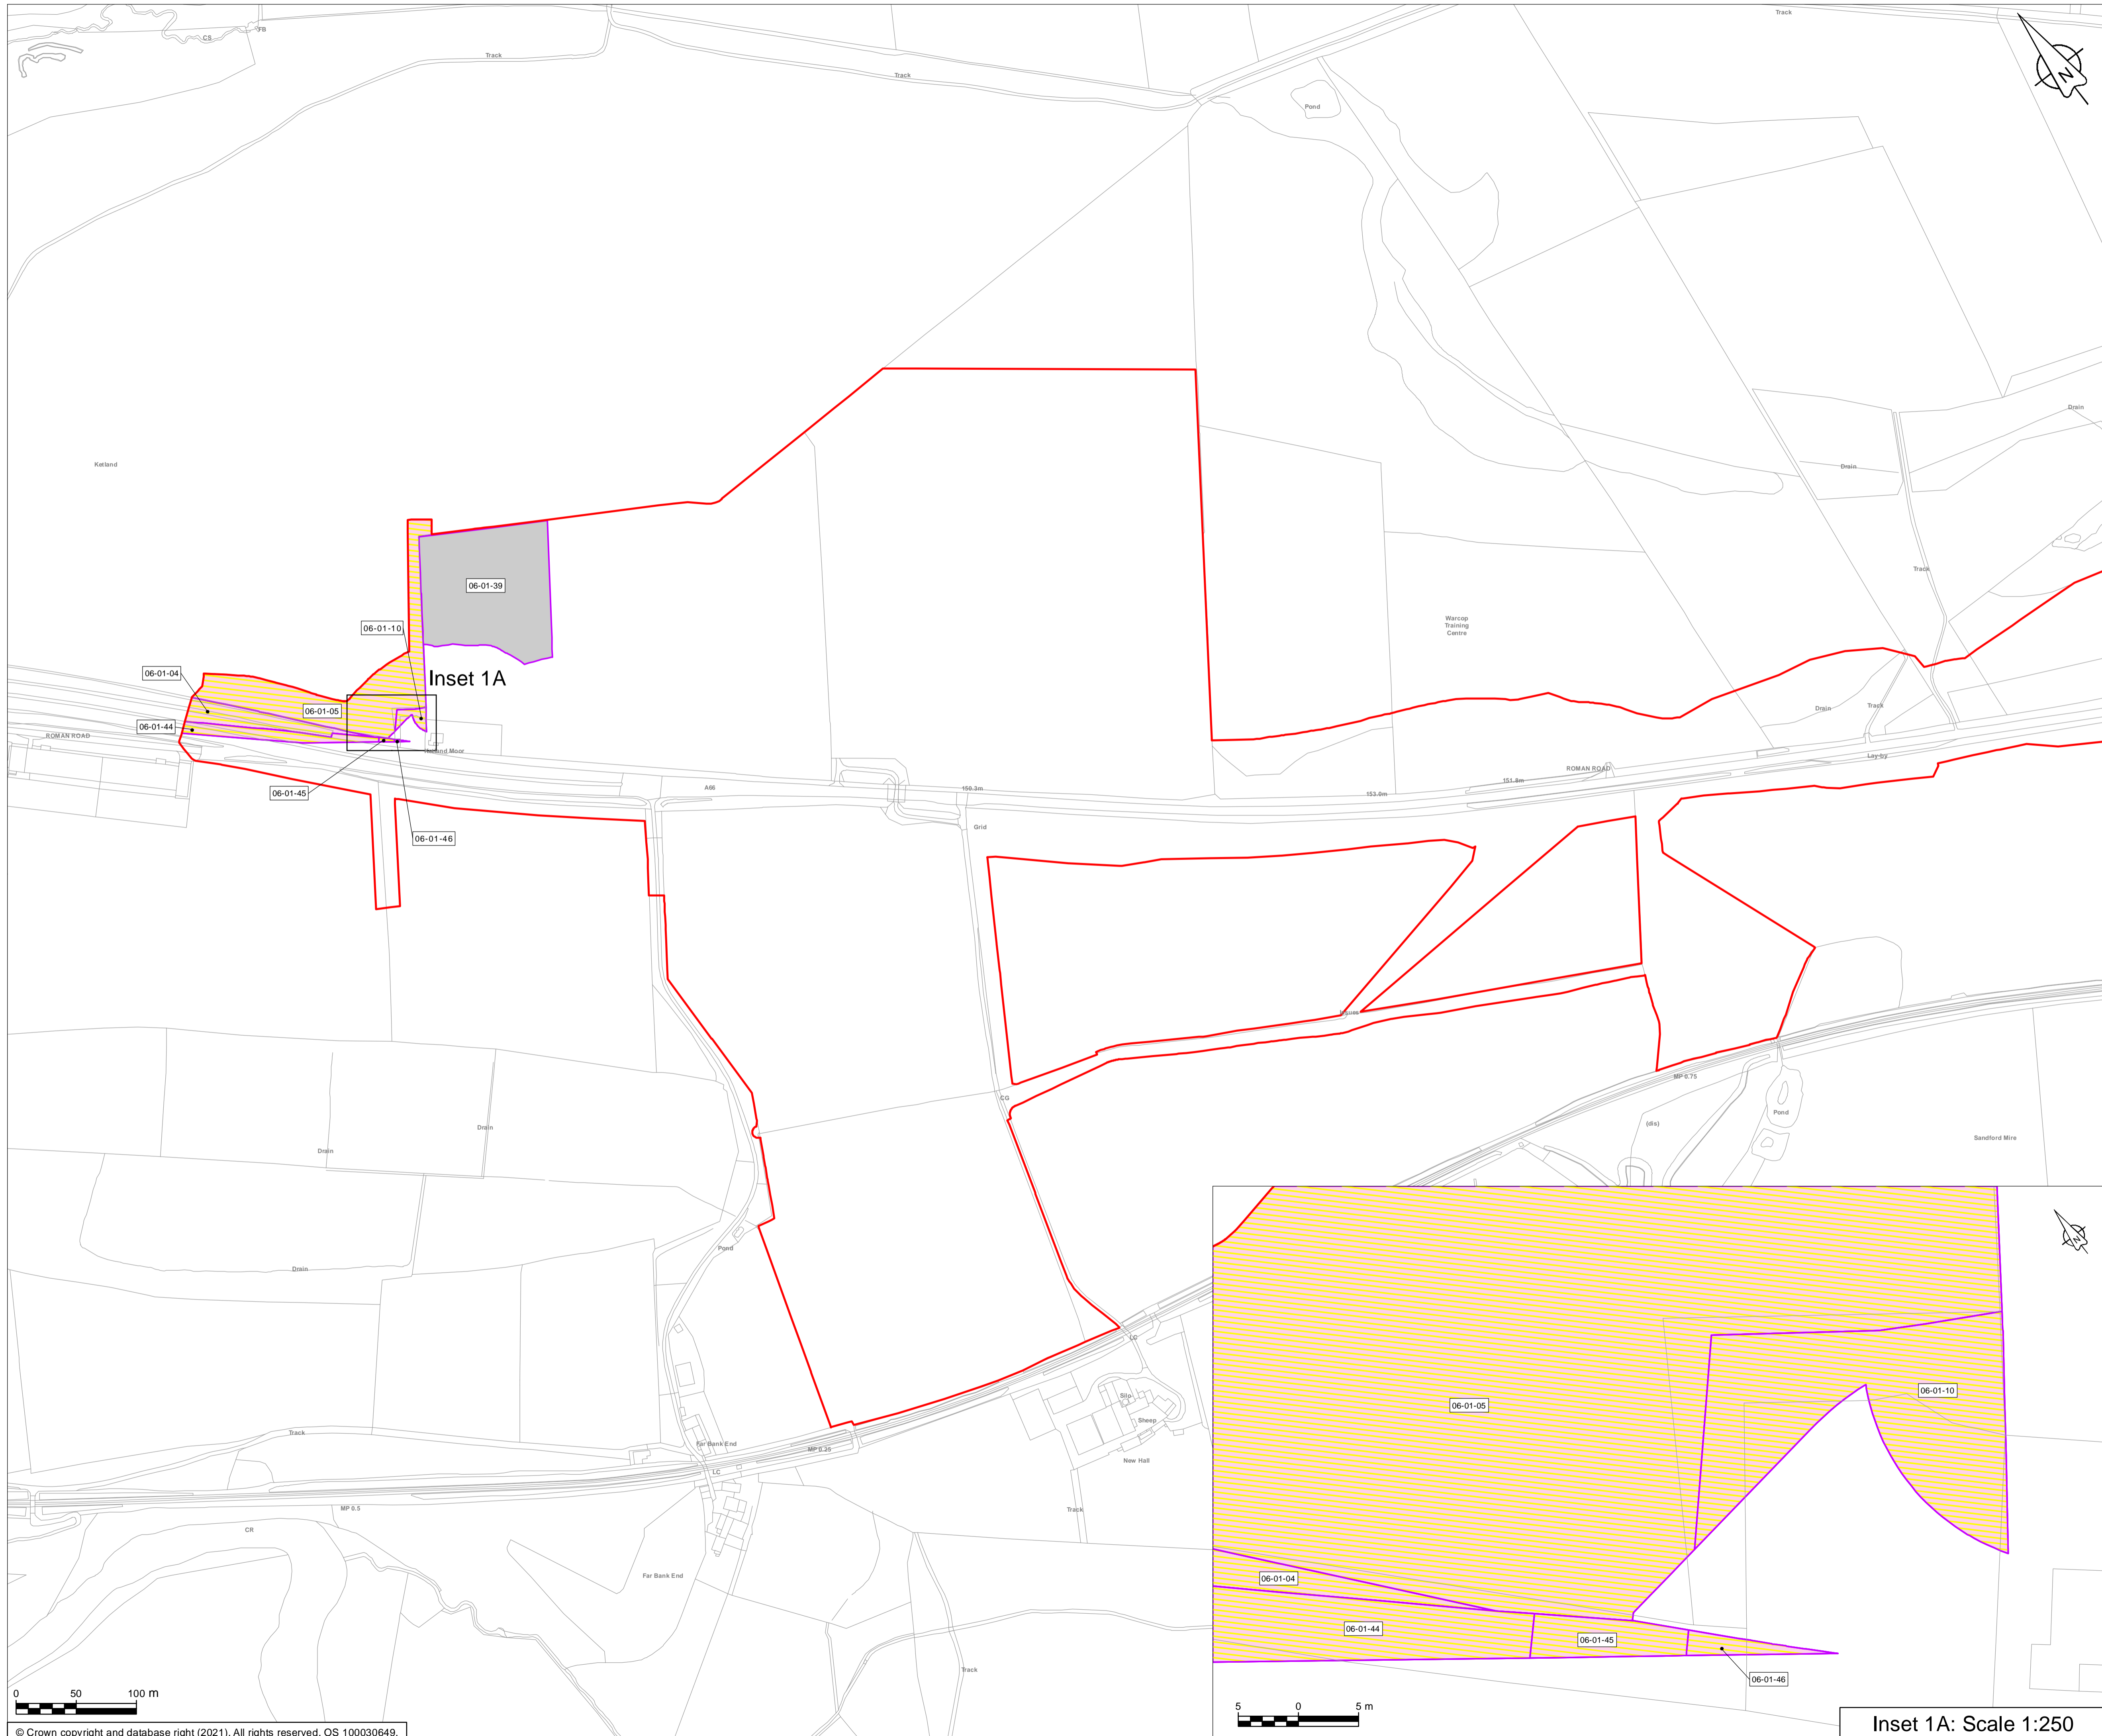 CS
FB
Track
Track
Track
N
Pond
Ketland
Drain
Drain
Track
06-01-39
06-01-10
Warcop
Training
Centre
06-01-04
Inset 1A
06-01-05
06-01-44
ROMAN ROAD
Drain
Track
Lay-by
ROMAN ROAD
151.8m
153.0m
150.3m
A66
06-01-45
06-01-46
Grid
Issues
CG
MP 0.75
Pond
(dis)
Sandford Mire
Drain
Drain
Drain
Pond
LC
Silo
Sheep
New Hall
Track
Far Bank End
MP 0.25
LC
Track
MP 0.5
CR
Far Bank End
Track
N
06-01-05
06-01-10
06-01-04
06-01-44
06-01-45
06-01-46
0 50 100 m
5 0 5 m
© Crown copyright and database right (2021). All rights reserved. OS 100030649.
Inset 1A: Scale 1:250